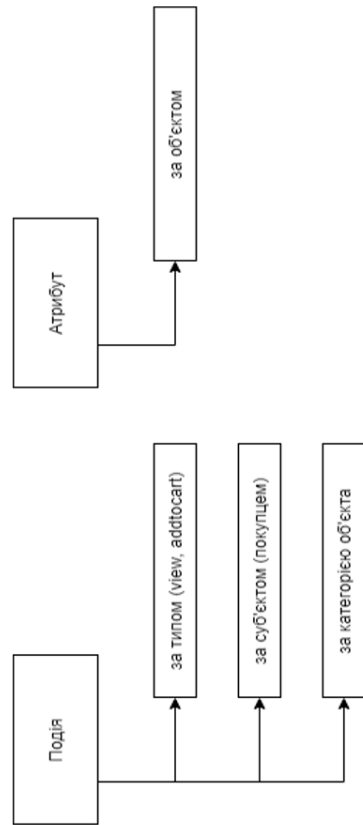 Подія
за типом (view, addtocart)
за суб'єктом (покупцем)
за категорією об'єкта
Атрибут
за об'єктом